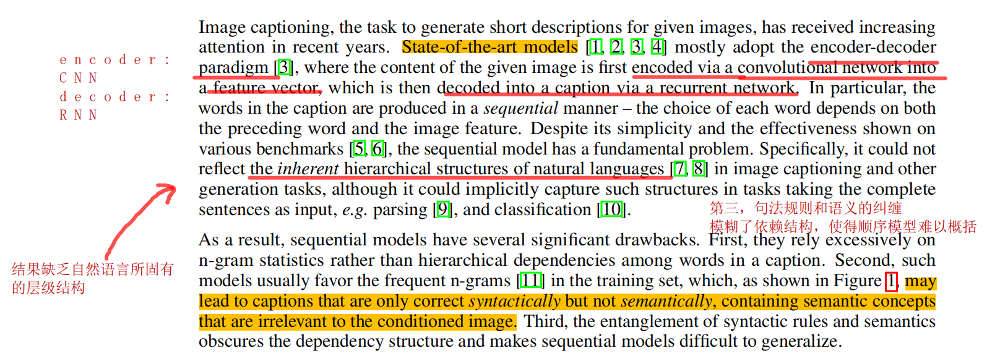 Image captioning, the task to generate short descriptions for given images, has received increasing
attention in recent years. State-of-the-art models [1, 2, 3, 4] mostly adopt the encoder-decoder
paradigm [3], where the content of the given image is first encoded via a convolutional network into
a feature vector, which is then decoded into a caption via a recurrent network. In particular, the
words in the caption are produced in a sequential manner – the choice of each word depends on both
the preceding word and the image feature. Despite its simplicity and the effectiveness shown on
various benchmarks [5, 6], the sequential model has a fundamental problem. Specifically, it could not
reflect the inherent hierarchical structures of natural languages [7, 8] in image captioning and other
generation tasks, although it could implicitly capture such structures in tasks taking the complete
sentences as input, e.g. parsing [9], and classification [10].
encoder:
CNN
decoder:
RNN
第三，句法规则和语义的纠缠
模糊了依赖结构，使得顺序模型难以概括
As a result, sequential models have several significant drawbacks. First, they rely excessively on
n-gram statistics rather than hierarchical dependencies among words in a caption. Second, such
models usually favor the frequent n-grams [11] in the training set, which, as shown in Figure 1, may
lead to captions that are only correct syntactically but not semantically, containing semantic concepts
that are irrelevant to the conditioned image. Third, the entanglement of syntactic rules and semantics
obscures the dependency structure and makes sequential models difficult to generalize.
结果缺乏自然语言所固有
的层级结构